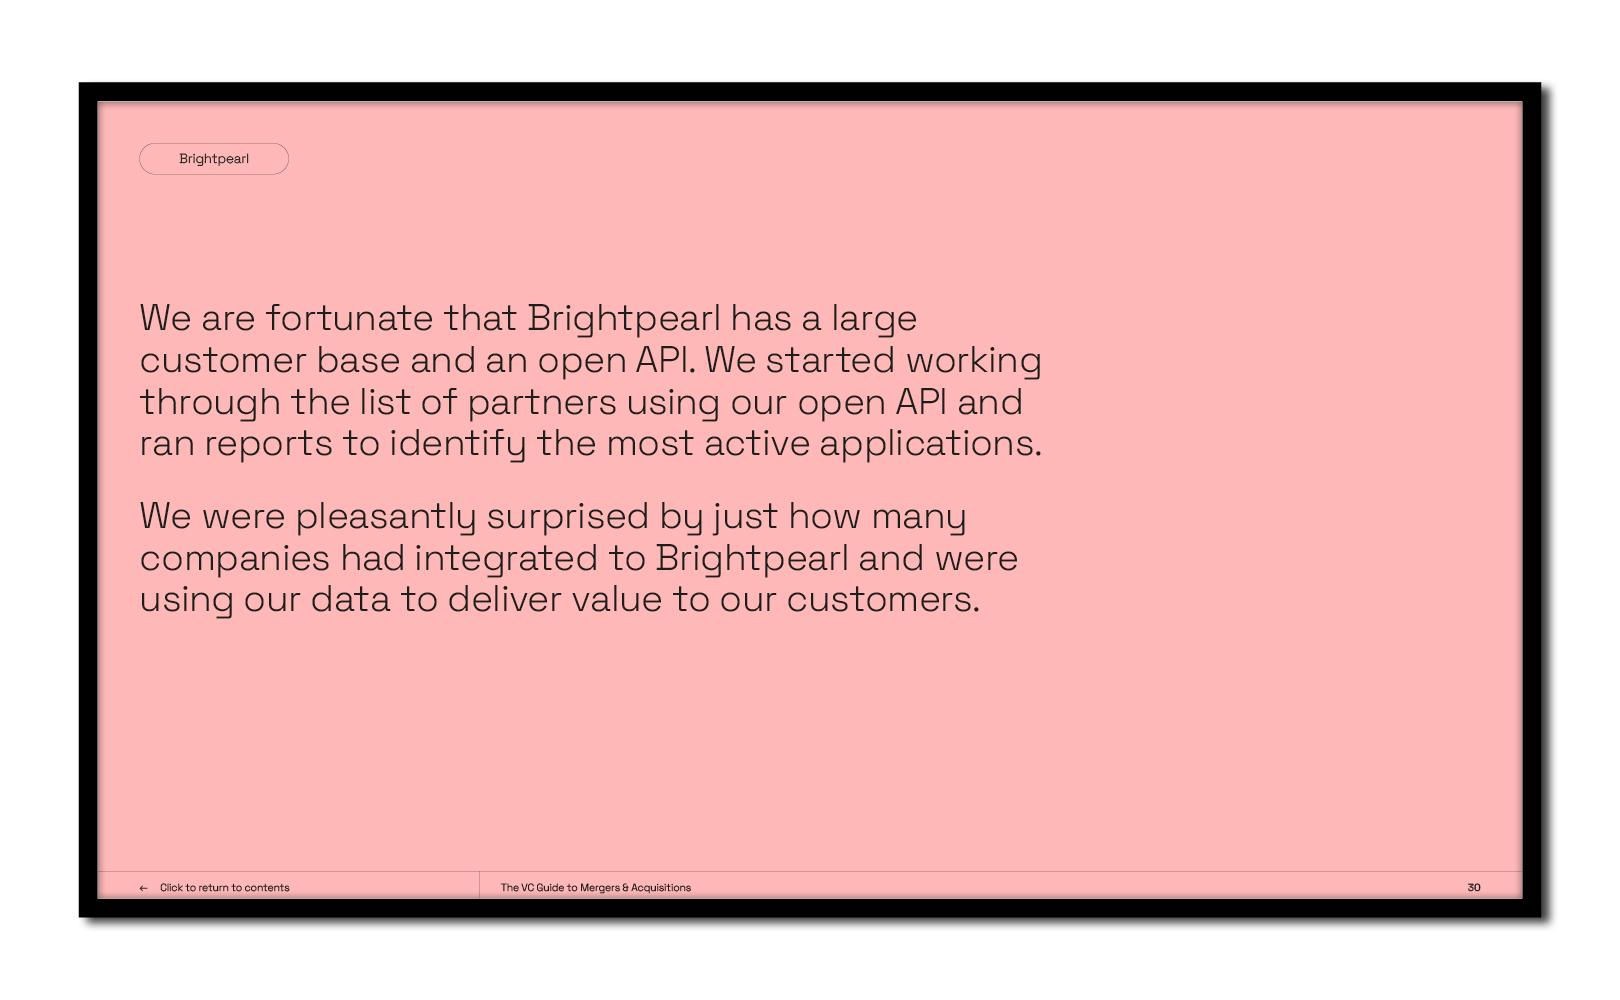 Brightpearl
We are fortunate that Brightpearl has a large
customer base and an open API. We started working
through the list of partners using our open API and
ran reports to identify the most active applications.
We were pleasantly surprised by just how many
companies had integrated to Brightpearl and were
using our data to deliver value to our customers.
← Click to return to contents
The VC Guide to Mergers & Acquisitions
30